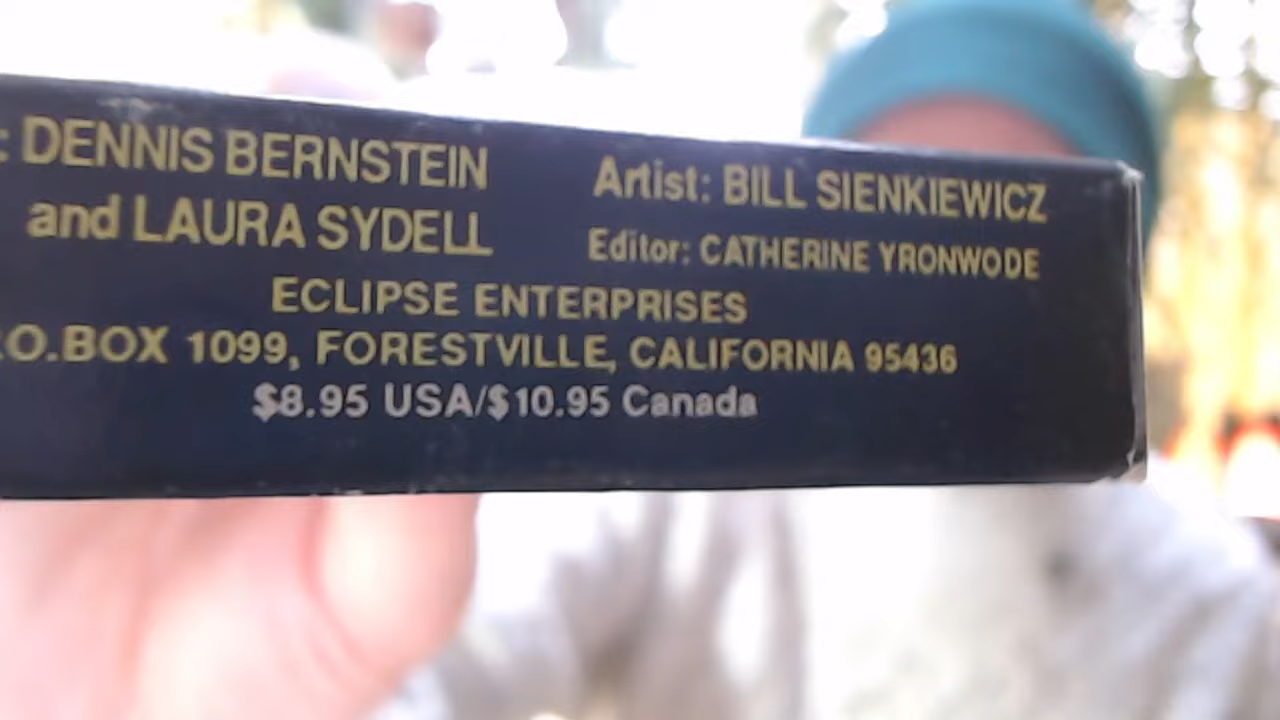 : DENNIS BERNSTEIN
and LAURA SYDELL
Artist: BILL SIENKIEWICZ
Editor: CATHERINE YRONWODE
ECLIPSE ENTERPRISES
.O.BOX 1099, FORESTVILLE, CALIFORNIA 95436
$8.95 USA/$10.95 Canada